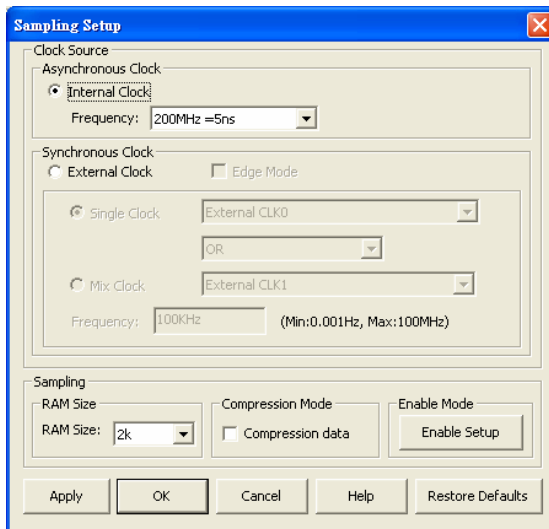 Sampling Setup
Clock Source
Asynchronous Clock
Internal Clock
Frequency: 200MHz =5ns
Synchronous Clock
External Clock Edge Mode
Single Clock External CLK0
OR
Mix Clock External CLK1
Frequency: 100KHz (Min:0.001Hz, Max:100MHz)
Sampling
RAM Size Compression Mode Enable Mode
RAM Size: 2k Compression data Enable Setup
Apply OK Cancel Help Restore Defaults